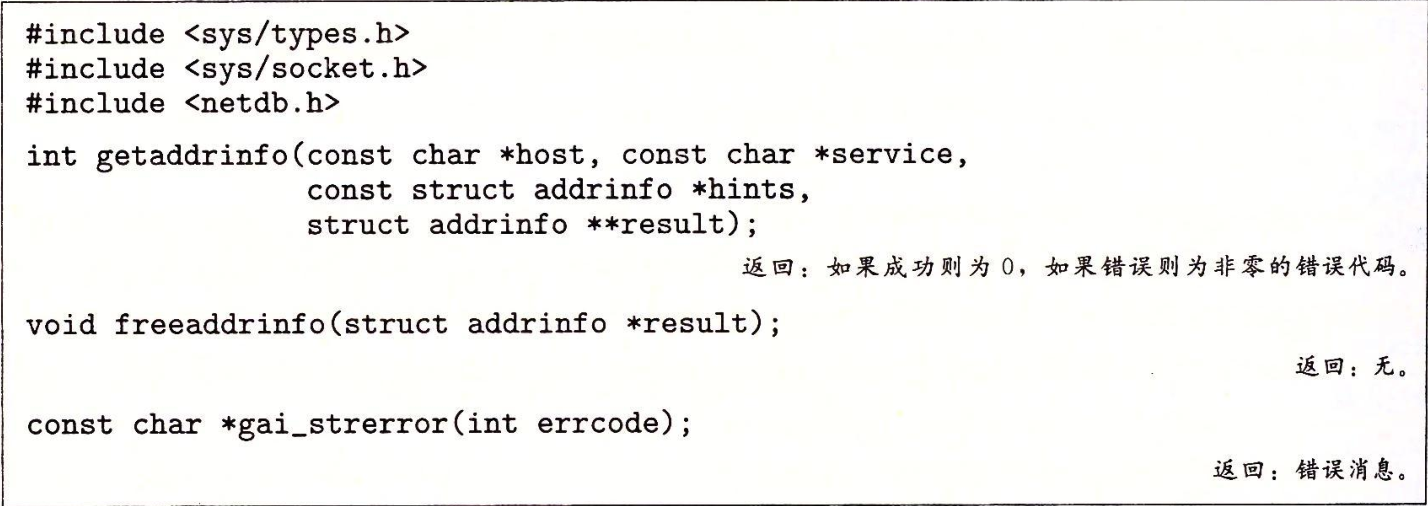 #include <sys/types.h>
#include <sys/socket.h>
#include <netdb.h>
int getaddrinfo(const char *host, const char *service,
                const struct addrinfo *hints,
                struct addrinfo **result);
返回：如果成功则为 0，如果错误则为非零的错误代码。
void freeaddrinfo(struct addrinfo *result);
返回：无。
const char *gai_strerror(int errcode);
返回：错误消息。